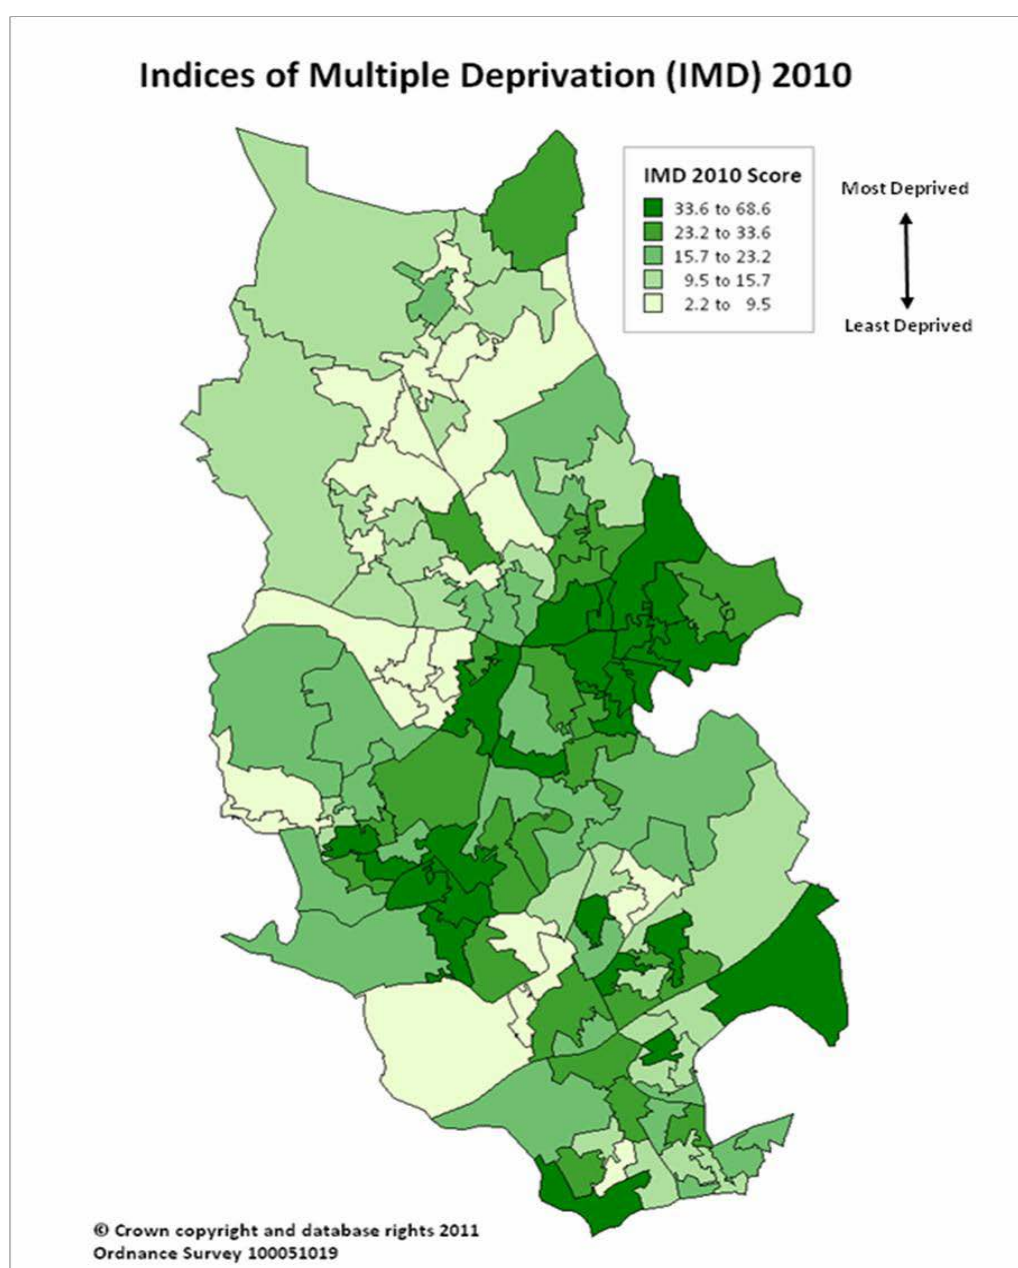 Indices of Multiple Deprivation (IMD) 2010
IMD 2010 Score
33.6 to 68.6
23.2 to 33.6
15.7 to 23.2
9.5 to 15.7
2.2 to 9.5
Most Deprived
Least Deprived
© Crown copyright and database rights 2011
Ordnance Survey 100051019